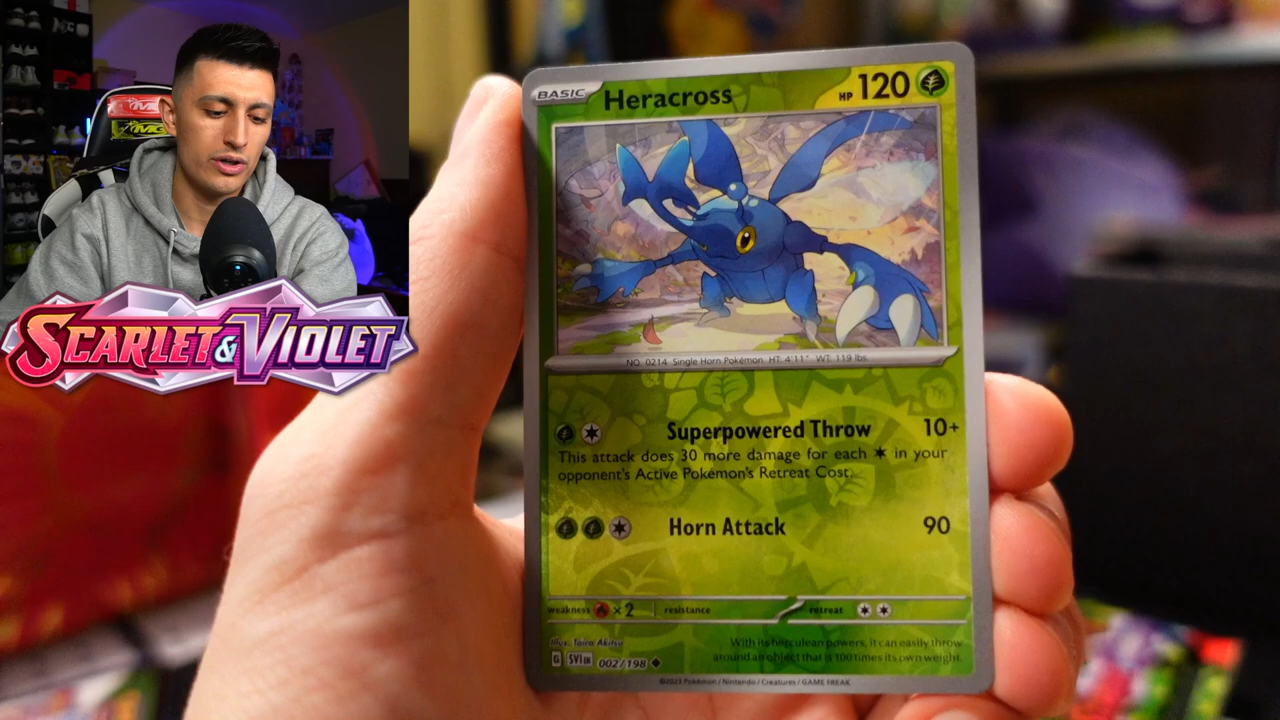 SCARLET & VIOLET
BASIC Heracross HP 120
NO. 0214 Single Horn Pokémon HT: 4'11" WT: 119 lbs.
Superpowered Throw 10+
This attack does 30 more damage for each ✶ in your
opponent's Active Pokémon's Retreat Cost.
Horn Attack 90
weakness ×2 resistance retreat
Illus. Taira Akitsu
With its herculean powers, it can easily throw
around an object that is 100 times its own weight.
G SVI EN 002/198 ◆
©2023 Pokémon / Nintendo / Creatures / GAME FREAK